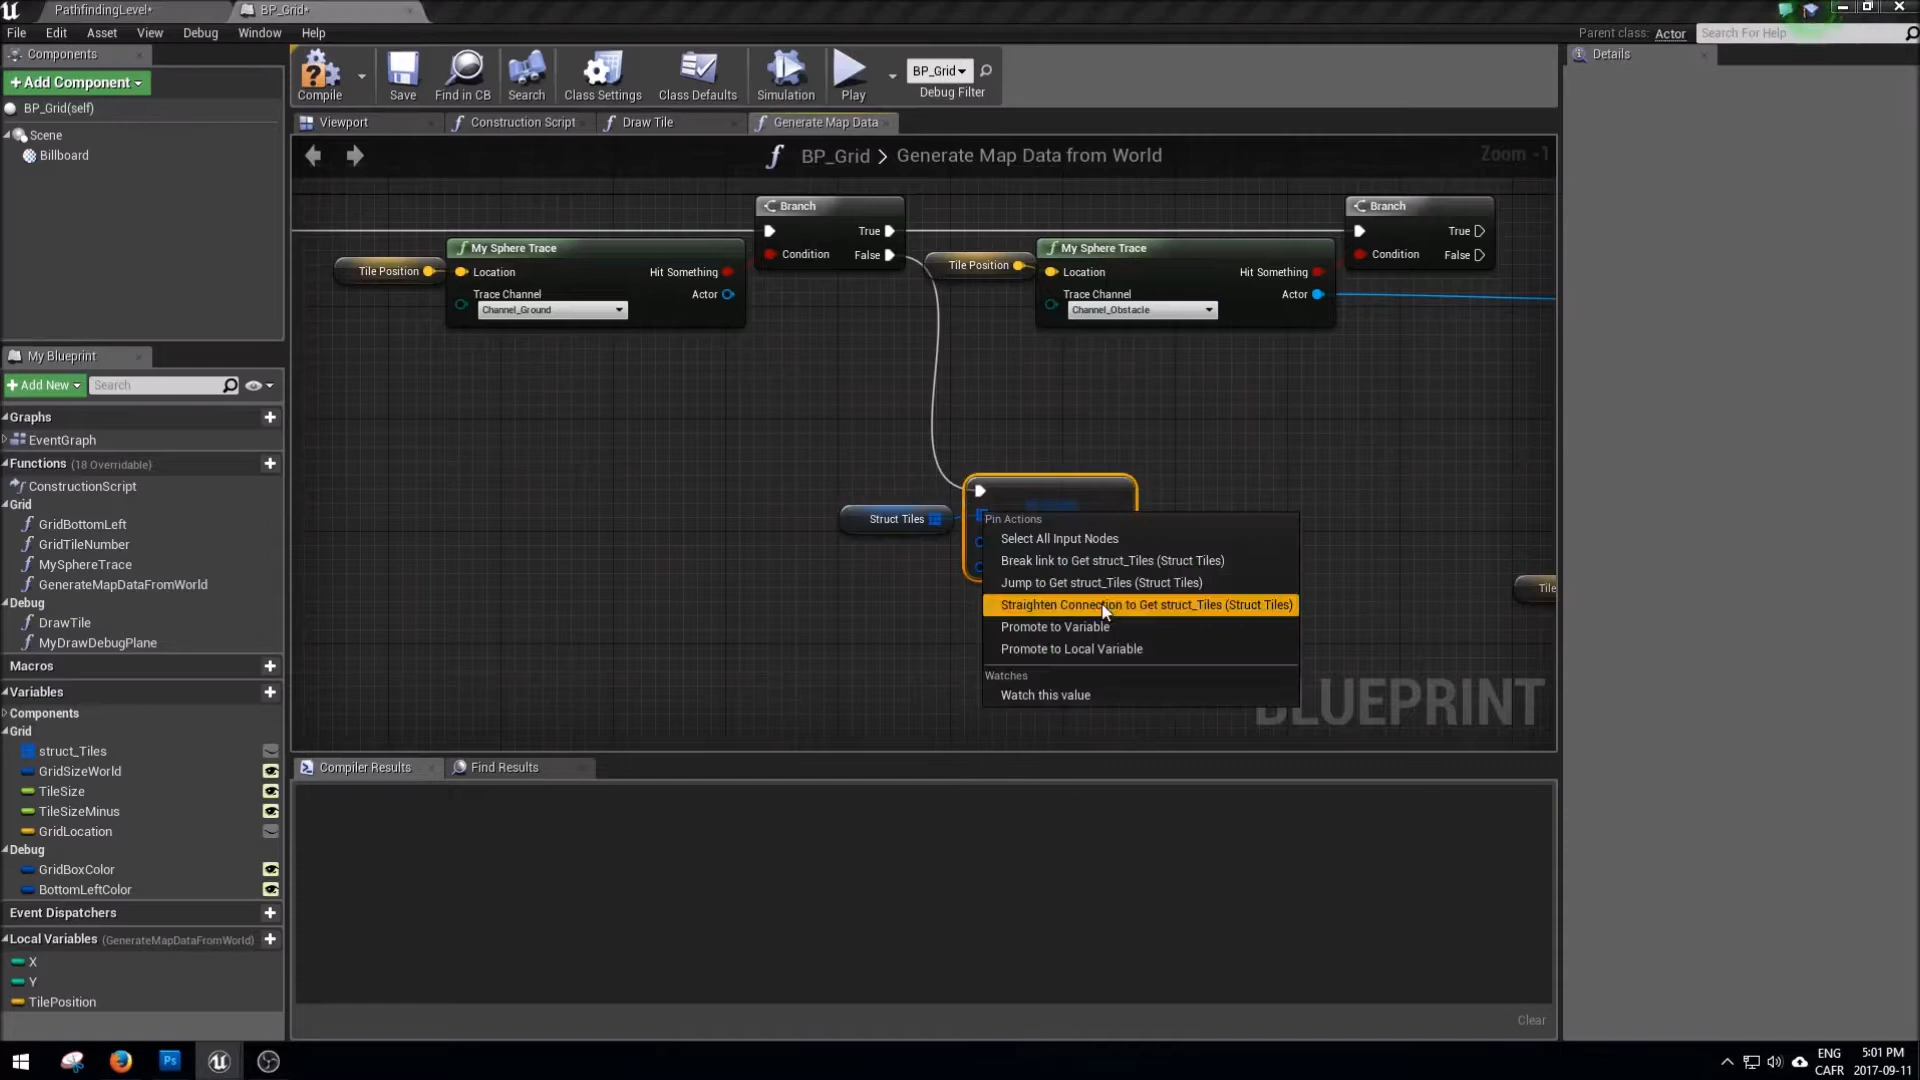 PathfindingLevel*
BP_Grid*
File Edit Asset View Debug Window Help
Parent class: Actor
Search For Help
Components
+Add Component
BP_Grid(self)
Scene
Billboard
Compile
Save
Find in CB
Search
Class Settings
Class Defaults
Simulation
Play
BP_Grid
Debug Filter
Details
Viewport
Construction Script
Draw Tile
Generate Map Data
BP_Grid > Generate Map Data from World
Zoom -1
Branch
True
Condition
False
Tile Position
My Sphere Trace
Location
Hit Something
Trace Channel
Channel_Ground
Actor
Tile Position
My Sphere Trace
Location
Hit Something
Trace Channel
Channel_Obstacle
Actor
Branch
True
Condition
False
Struct Tiles
Pin Actions
Select All Input Nodes
Break link to Get struct_Tiles (Struct Tiles)
Jump to Get struct_Tiles (Struct Tiles)
Straighten Connection to Get struct_Tiles (Struct Tiles)
Promote to Variable
Promote to Local Variable
Watches
Watch this value
Tile
BLUEPRINT
My Blueprint
+Add New
Search
Graphs
EventGraph
Functions (18 Overridable)
ConstructionScript
Grid
GridBottomLeft
GridTileNumber
MySphereTrace
GenerateMapDataFromWorld
Debug
DrawTile
MyDrawDebugPlane
Macros
Variables
Components
Grid
struct_Tiles
GridSizeWorld
TileSize
TileSizeMinus
GridLocation
Debug
GridBoxColor
BottomLeftColor
Event Dispatchers
Local Variables (GenerateMapDataFromWorld)
X
Y
TilePosition
Compiler Results
Find Results
Clear
Ps
ENG
CAFR
5:01 PM
2017-09-11